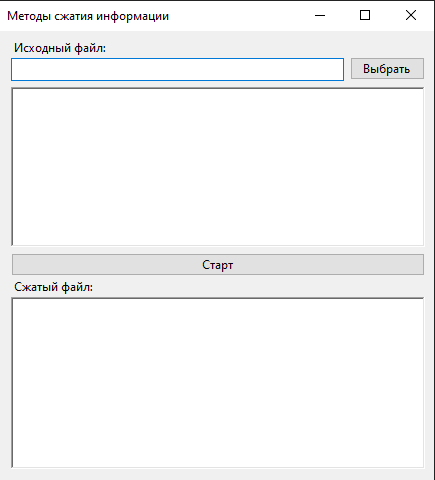 Методы сжатия информации
Исходный файл:
Выбрать
Старт
Сжатый файл: